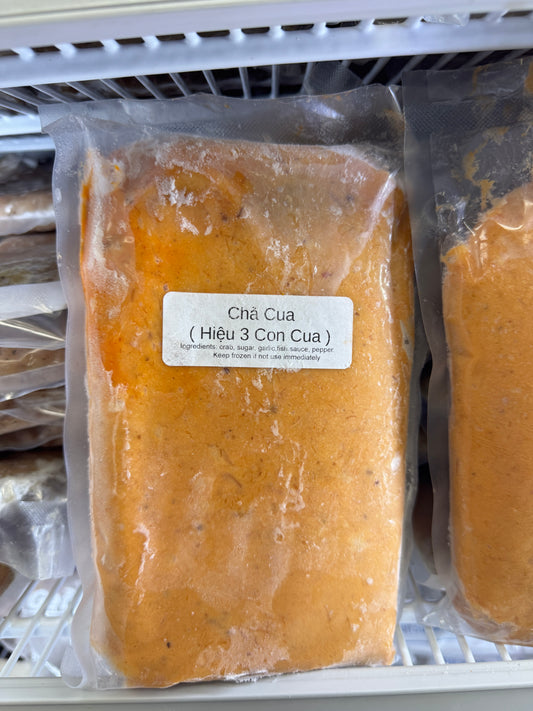 Chả Cua
( Hiệu 3 Con Cua )
Ingredients: crab, sugar, garlic,fish sauce, pepper.
Keep frozen if not use immediately